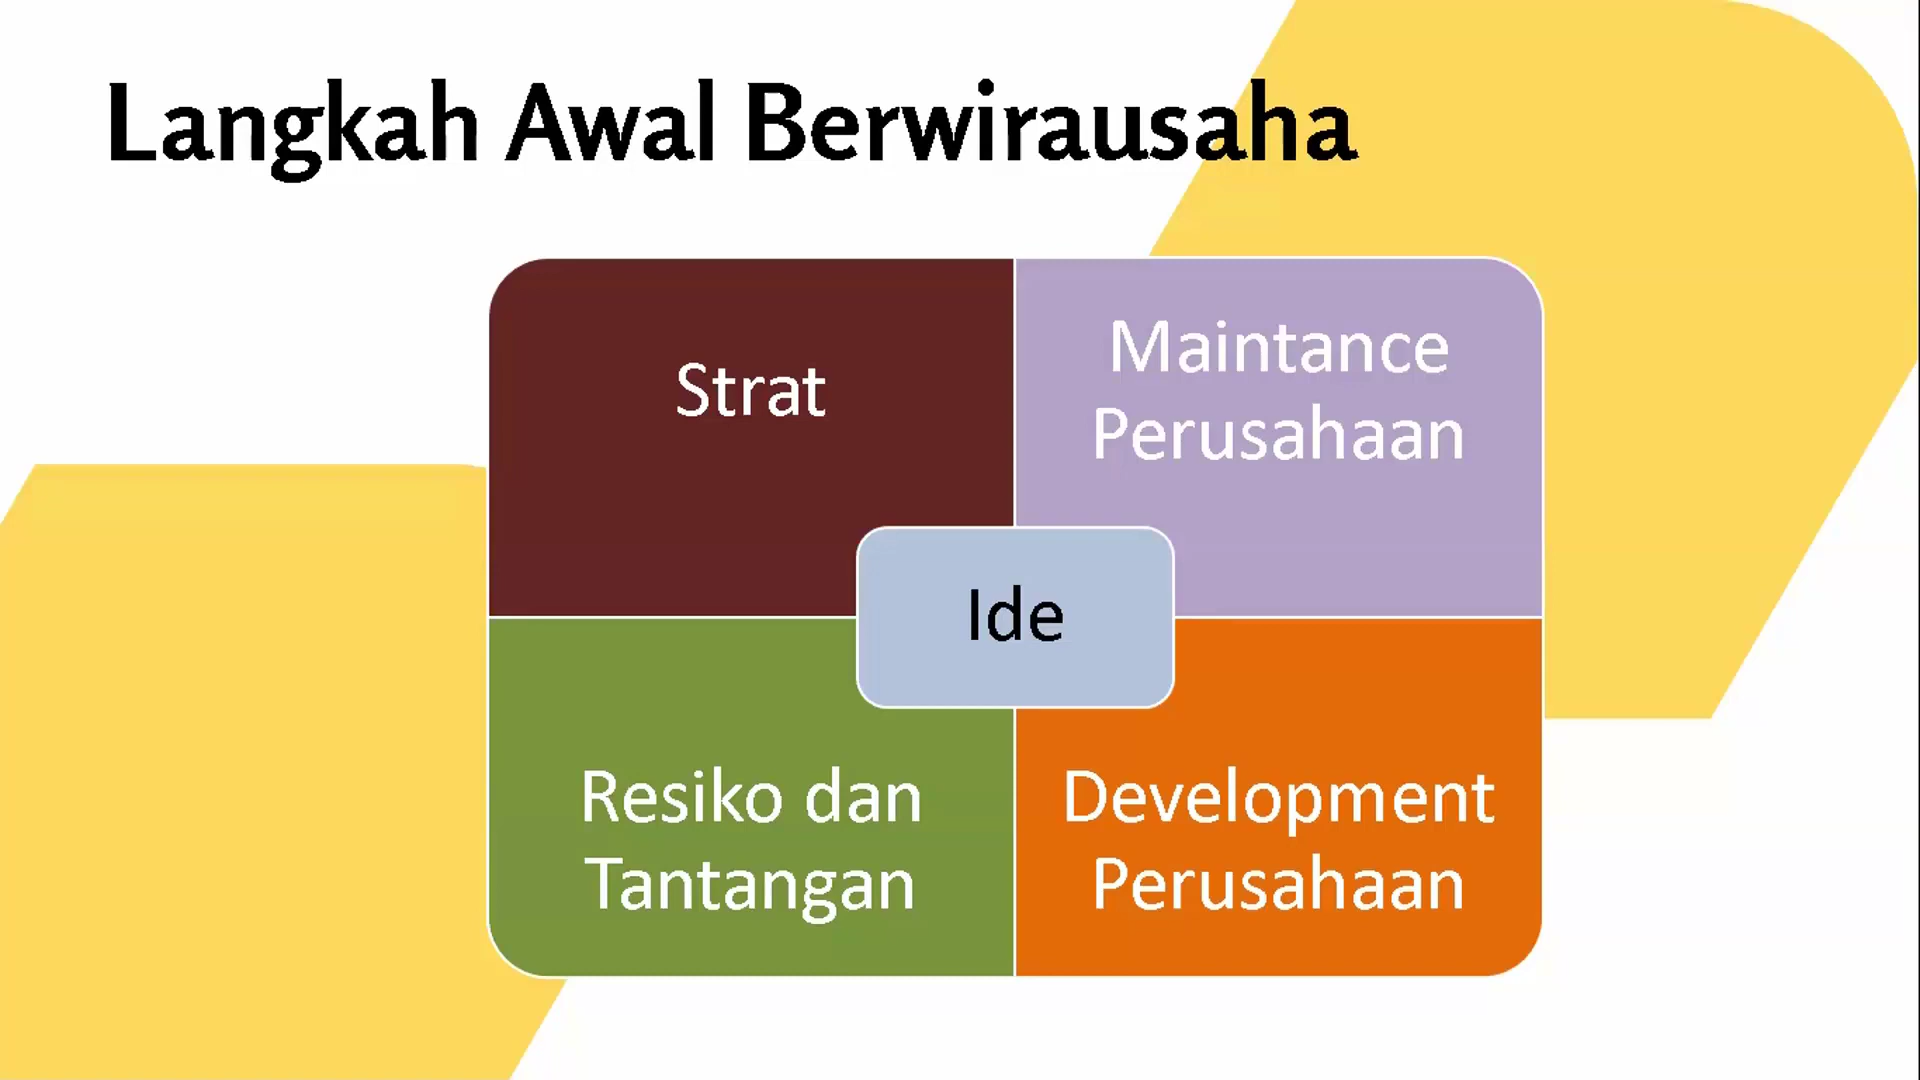 Langkah Awal Berwirausaha
Strat
Maintance
Perusahaan
Ide
Resiko dan
Tantangan
Development
Perusahaan